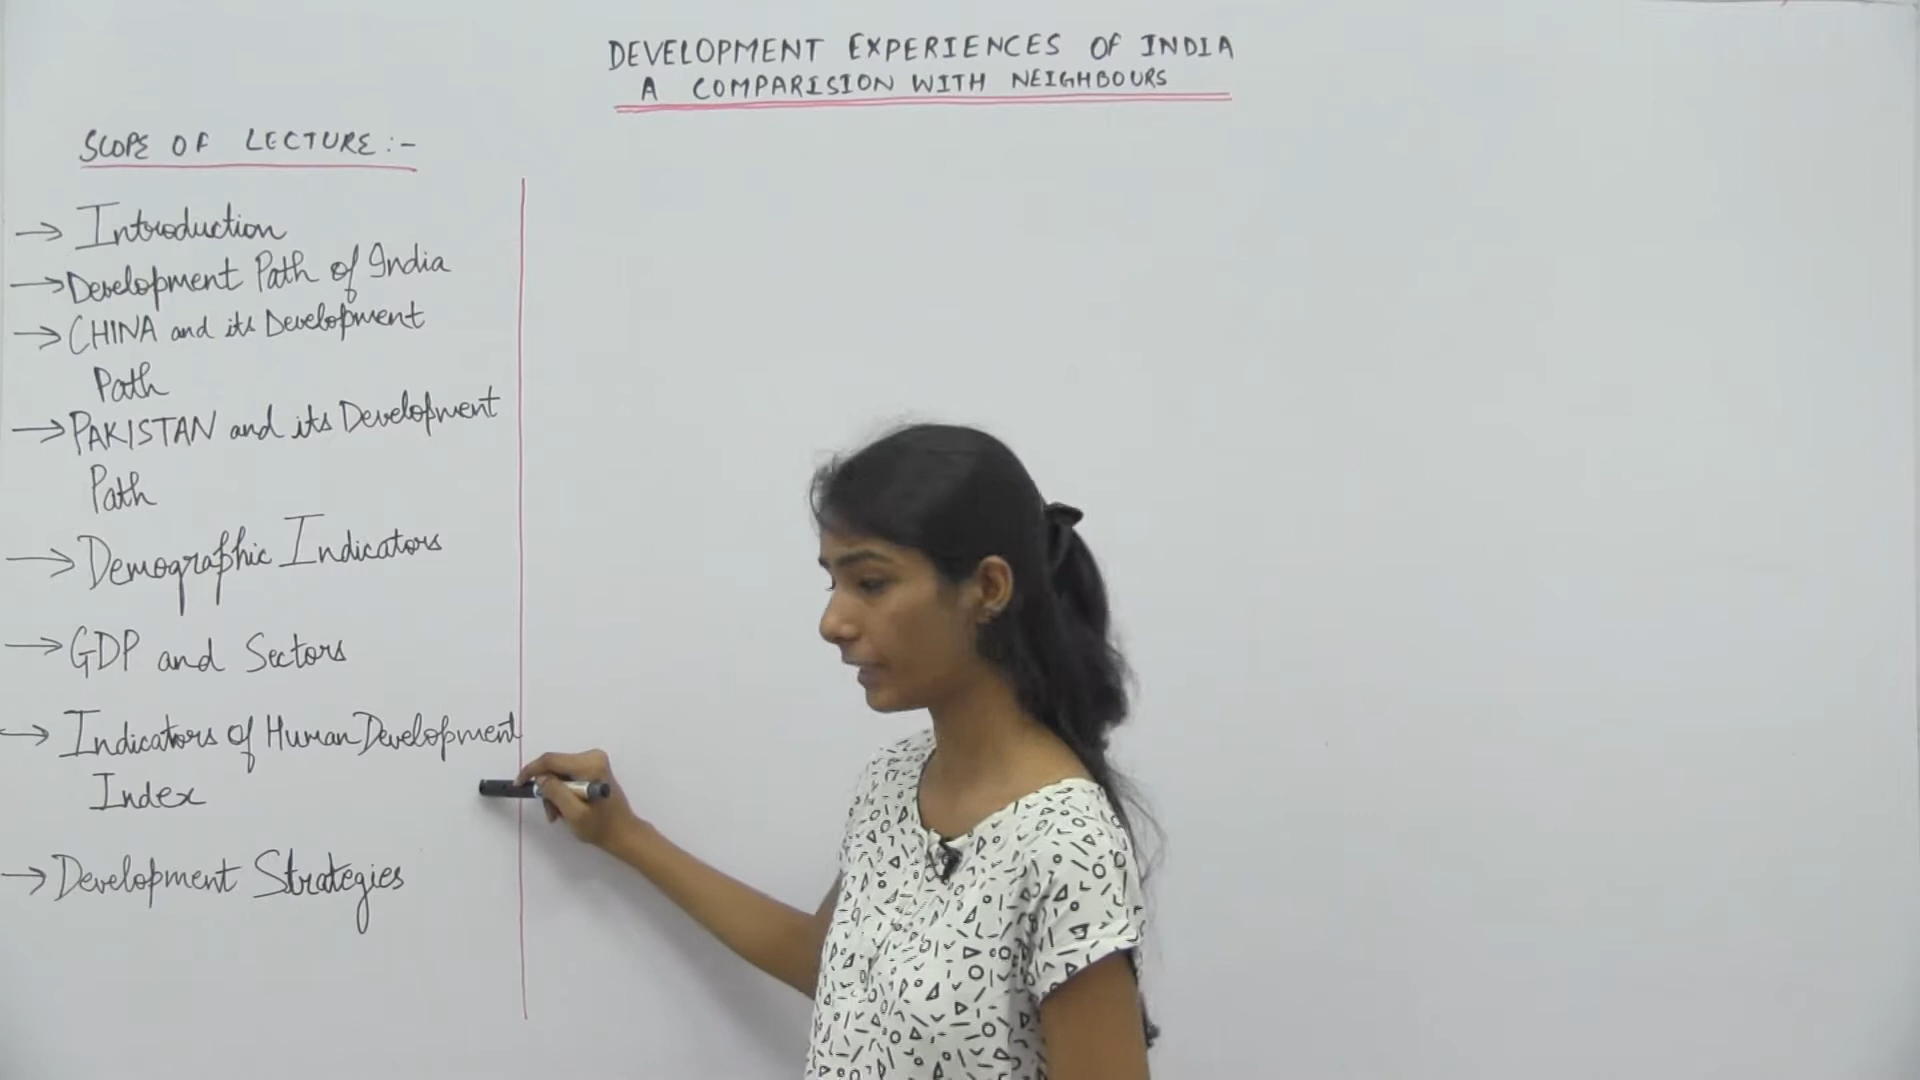 DEVELOPMENT EXPERIENCES OF INDIA
A COMPARISION WITH NEIGHBOURS
SCOPE OF LECTURE:-
→ Introduction
→ Development Path of India
→ CHINA and its Development
Path
→ PAKISTAN and its Development
Path
→ Demographic Indicators
→ GDP and Sectors
→ Indicators of Human Development
Index
→ Development Strategies